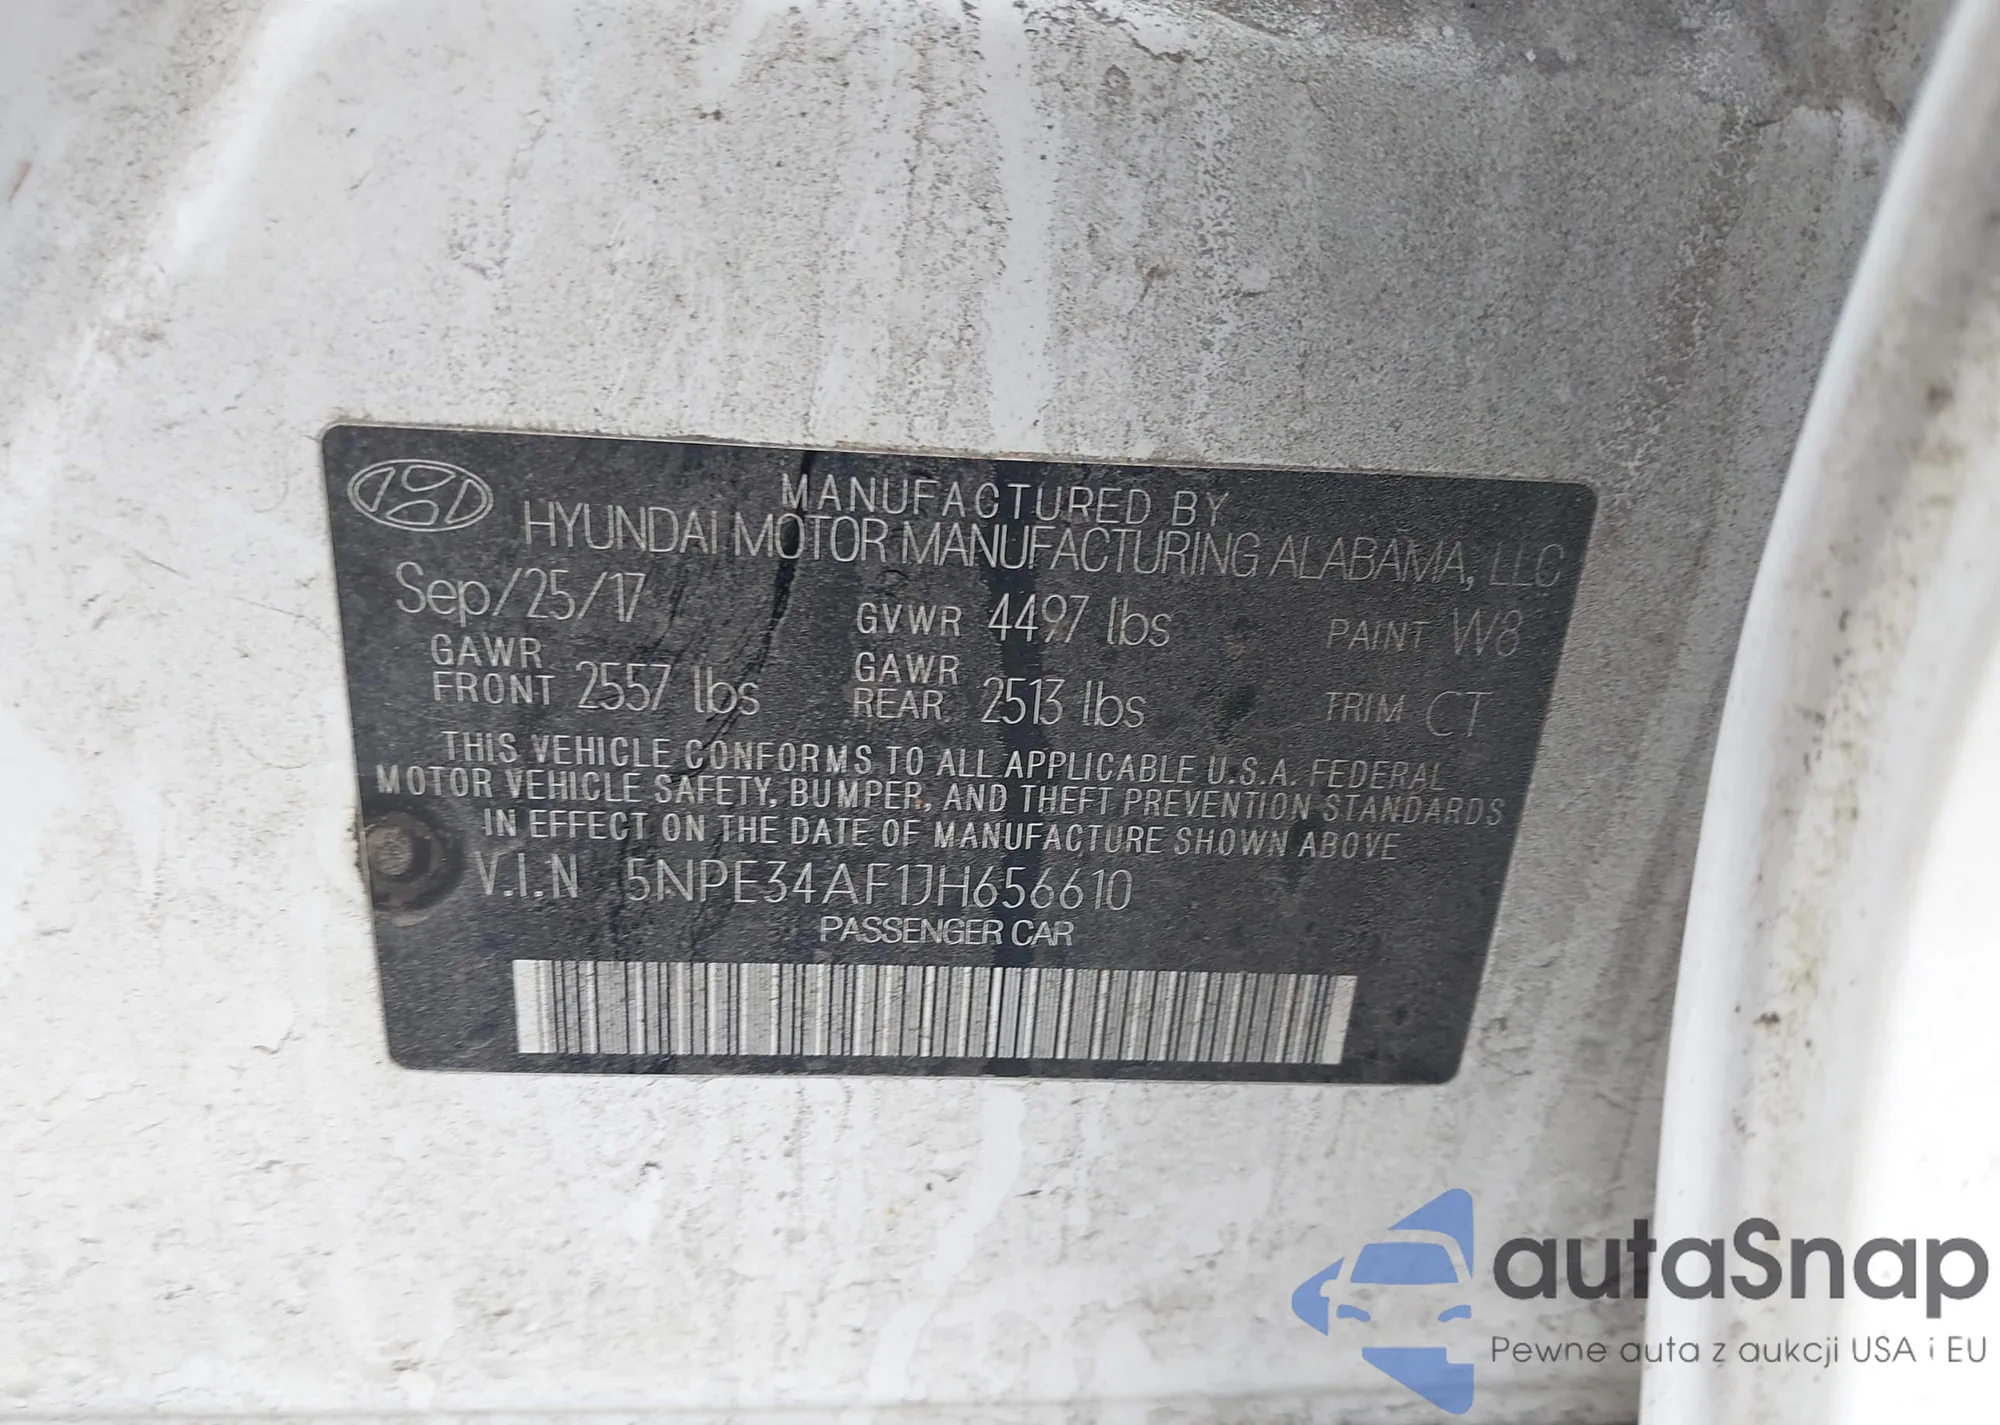 MANUFACTURED BY
HYUNDAI MOTOR MANUFACTURING ALABAMA, LLC
Sep/25/17 GVWR 4497 lbs PAINT W8
GAWR FRONT 2557 lbs GAWR REAR 2513 lbs TRIM CT
THIS VEHICLE CONFORMS TO ALL APPLICABLE U.S.A. FEDERAL
MOTOR VEHICLE SAFETY, BUMPER, AND THEFT PREVENTION STANDARDS
IN EFFECT ON THE DATE OF MANUFACTURE SHOWN ABOVE
V.I.N 5NPE34AF1JH656610
PASSENGER CAR
autaSnap
Pewne auta z aukcji USA i EU